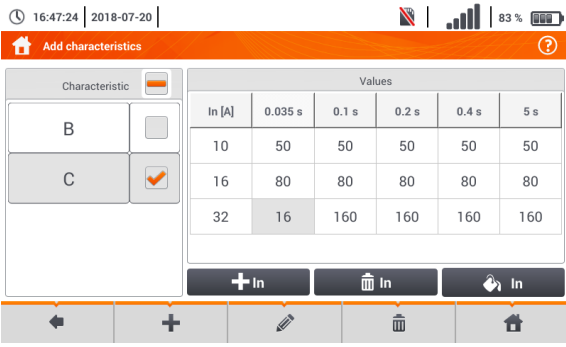 16:47:24 2018-07-20 83 %
Add characteristics ?
Characteristic
B
C
Values
In [A] 0.035 s 0.1 s 0.2 s 0.4 s 5 s
10 50 50 50 50 50
16 80 80 80 80 80
32 16 160 160 160 160
In In In